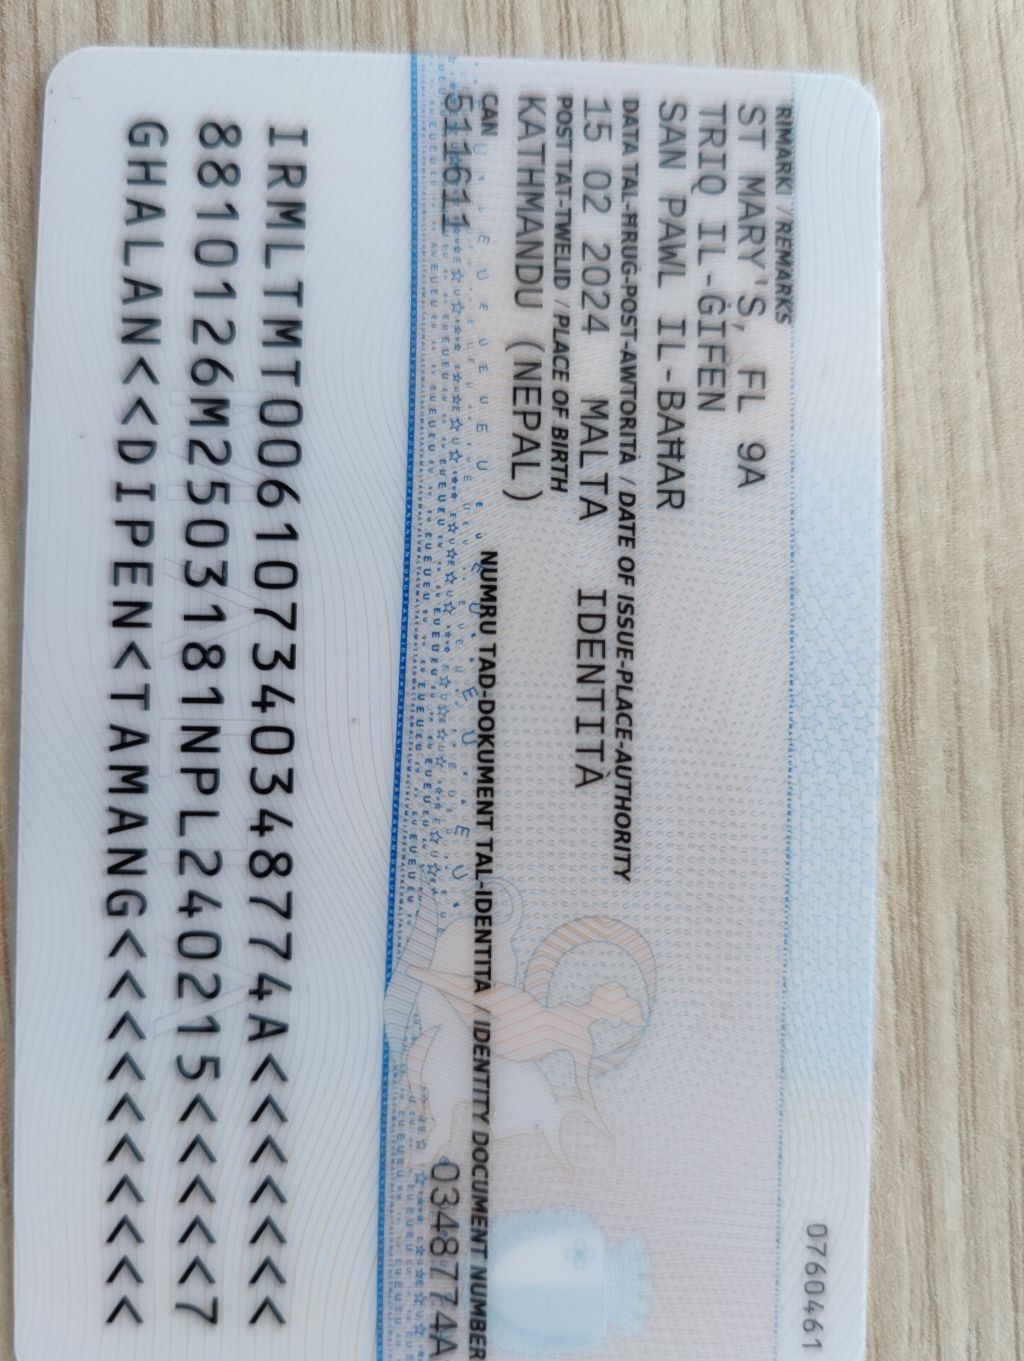 0760461
RIMARKI / REMARKS
ST MARY'S, FL 9A
TRIQ IL-GIFEN
SAN PAWL IL-BAĦAR
DATA TAL-ĦRUĠ-POST-AWTORITÀ / DATE OF ISSUE-PLACE-AUTHORITY
15 02 2024 MALTA IDENTITÀ
POST TAT-TWELID / PLACE OF BIRTH
KATHMANDU (NEPAL)
CAN
511611
NUMRU TAD-DOKUMENT TAL-IDENTITÀ / IDENTITY DOCUMENT NUMBER
0348774A
IRMLTMT006107340348774A<<<<<<<
8810126M2503181NPL240215<<<<<7
GHALAN<<DIPEN<TAMANG<<<<<<<<<<